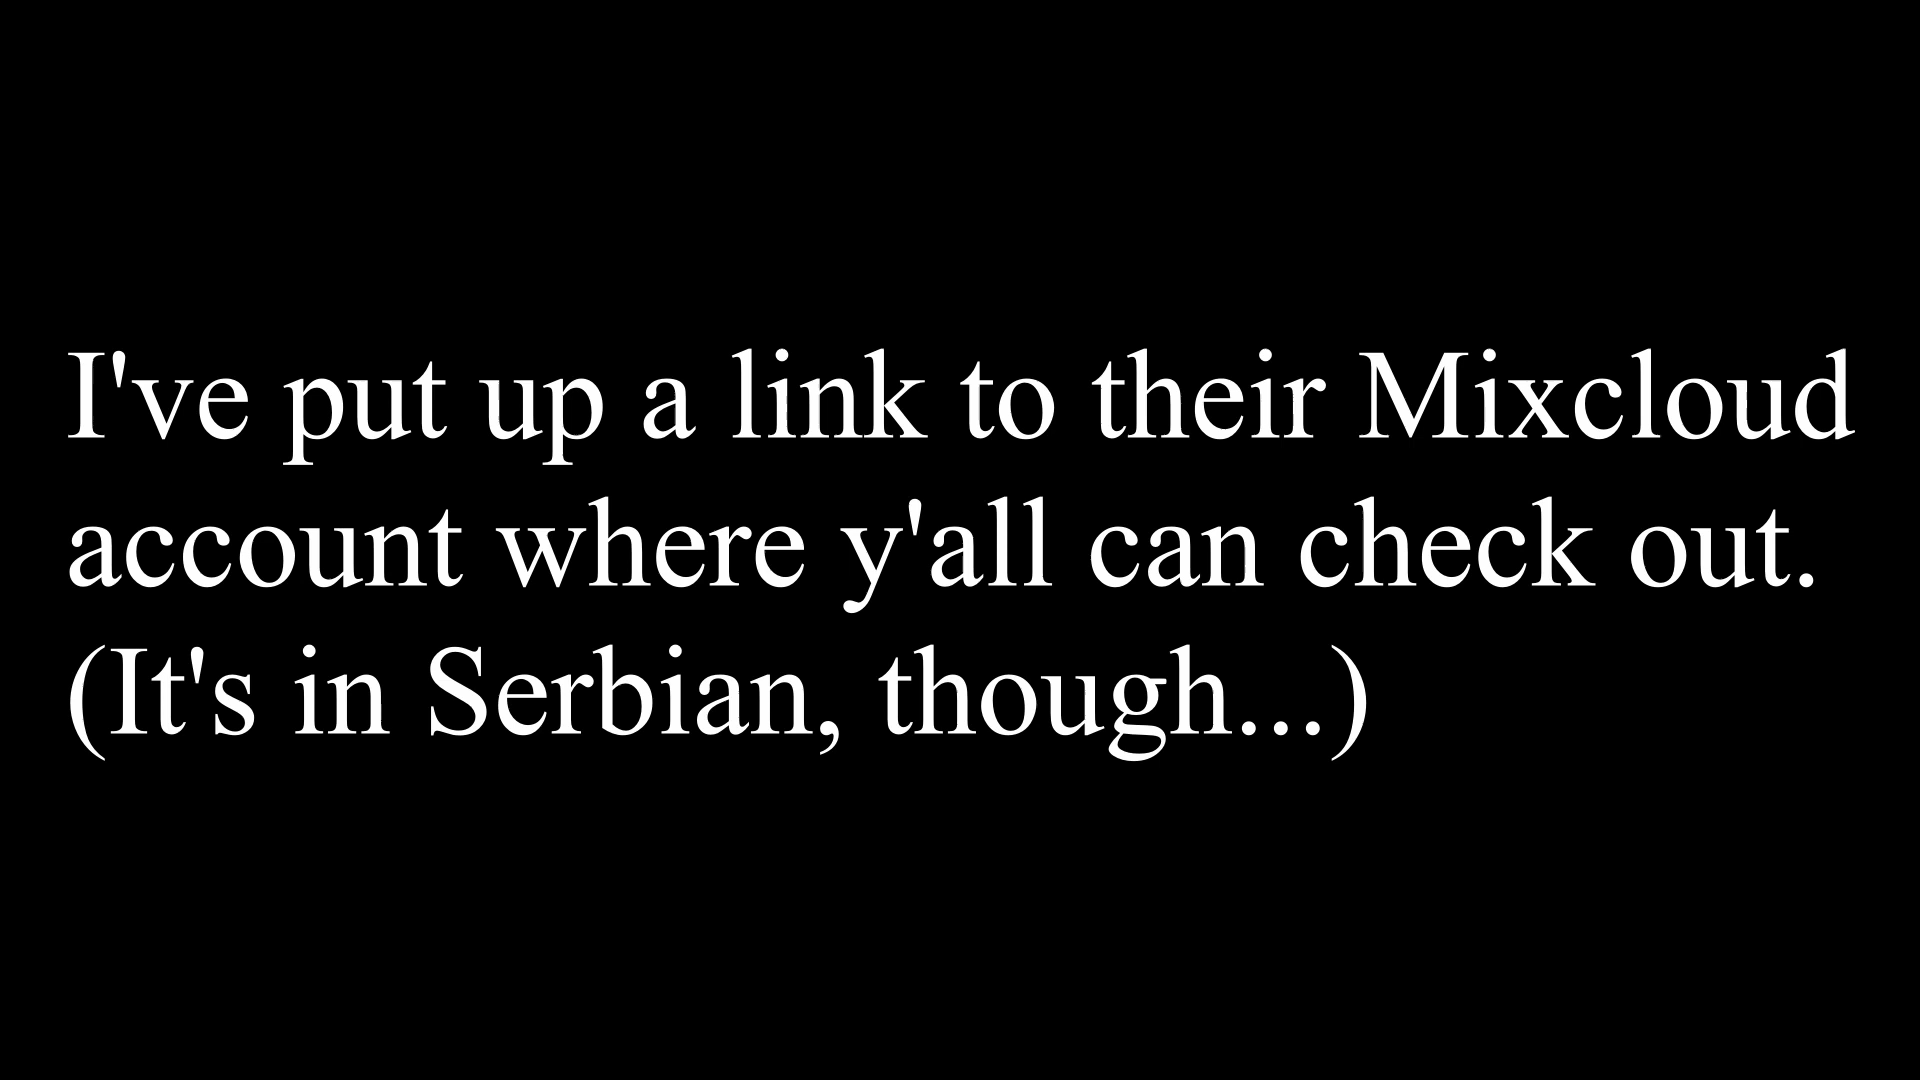 I've put up a link to their Mixcloud
account where y'all can check out.
(It's in Serbian, though...)